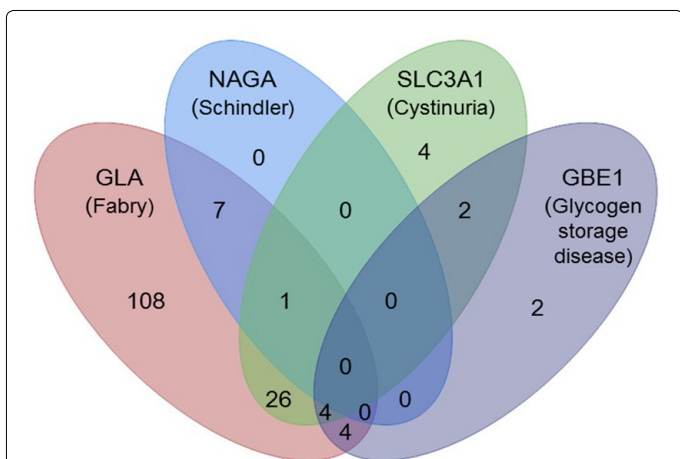 NAGA
(Schindler)
SLC3A1
(Cystinuria)
GLA
(Fabry)
GBE1
(Glycogen
storage
disease)
0
4
7
0
2
108
1
0
2
0
26
4
0
0
4